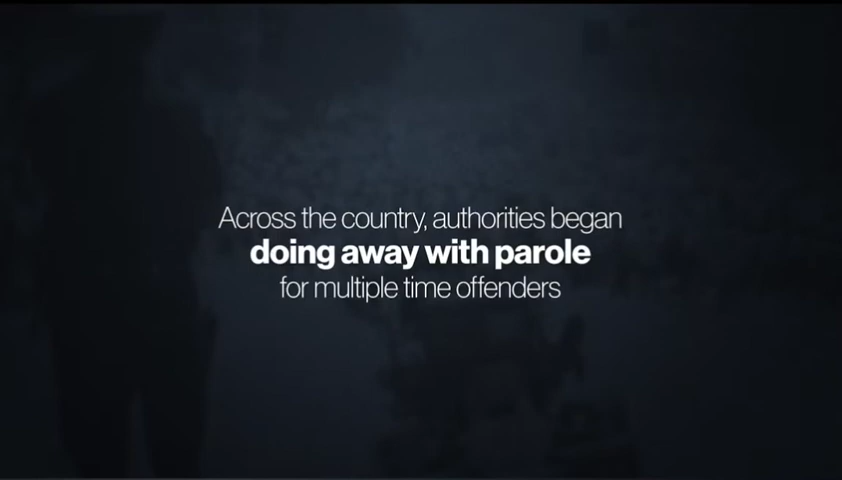 Across the country, authorities began
doing away with parole
for multiple time offenders